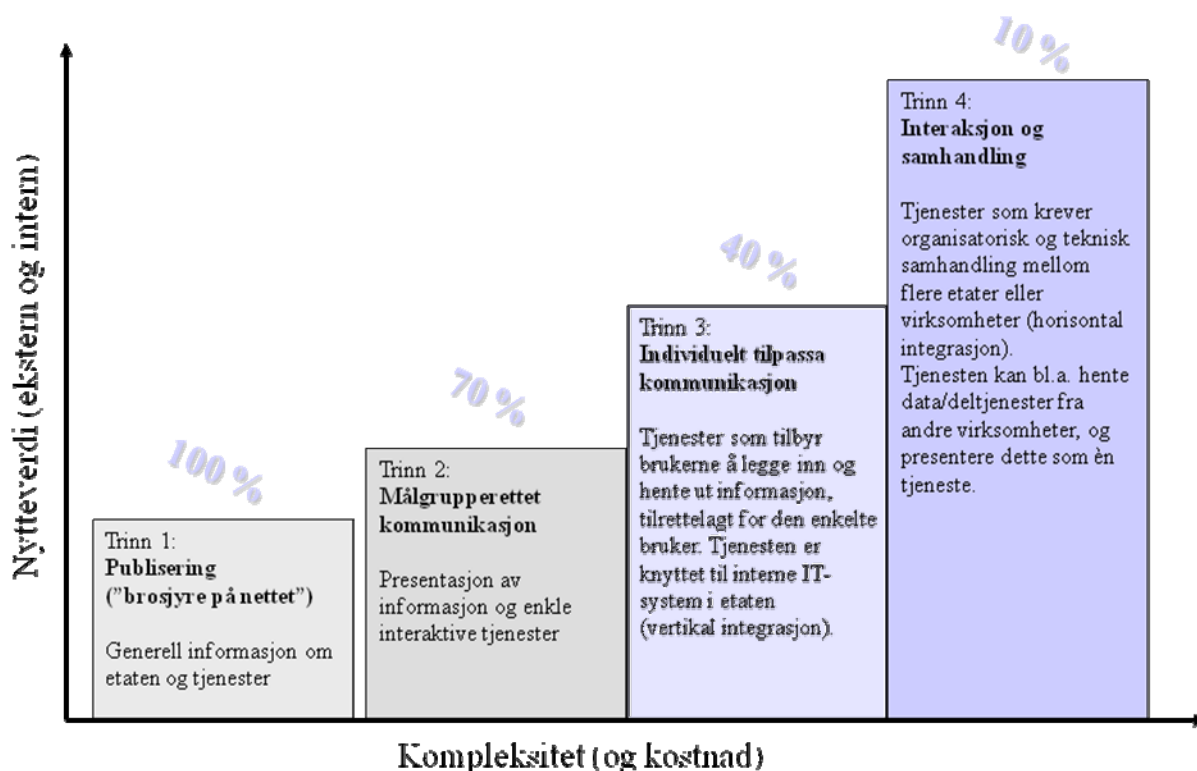 Nytteverdi (ekstern og intern)
100 %
Trinn 1:
Publisering
("brosjyre på nettet")
Generell informasjon om
etaten og tjenester
70 %
Trinn 2:
Målgrupperettet
kommunikasjon
Presentasjon av
informasjon og enkle
interaktive tjenester
40 %
Trinn 3:
Individuelt tilpassa
kommunikasjon
Tjenester som tilbyr
brukerne å legge inn og
hente ut informasjon,
tilrettelagt for den enkelte
bruker. Tjenesten er
knyttet til interne IT-
system i etaten
(vertikal integrasjon).
10 %
Trinn 4:
Interaksjon og
samhandling
Tjenester som krever
organisatorisk og teknisk
samhandling mellom
flere etater eller
virksomheter (horisontal
integrasjon).
Tjenesten kan bl.a. hente
data/deltjenester fra
andre virksomheter, og
presentere dette som èn
tjeneste.
Kompleksitet (og kostnad)